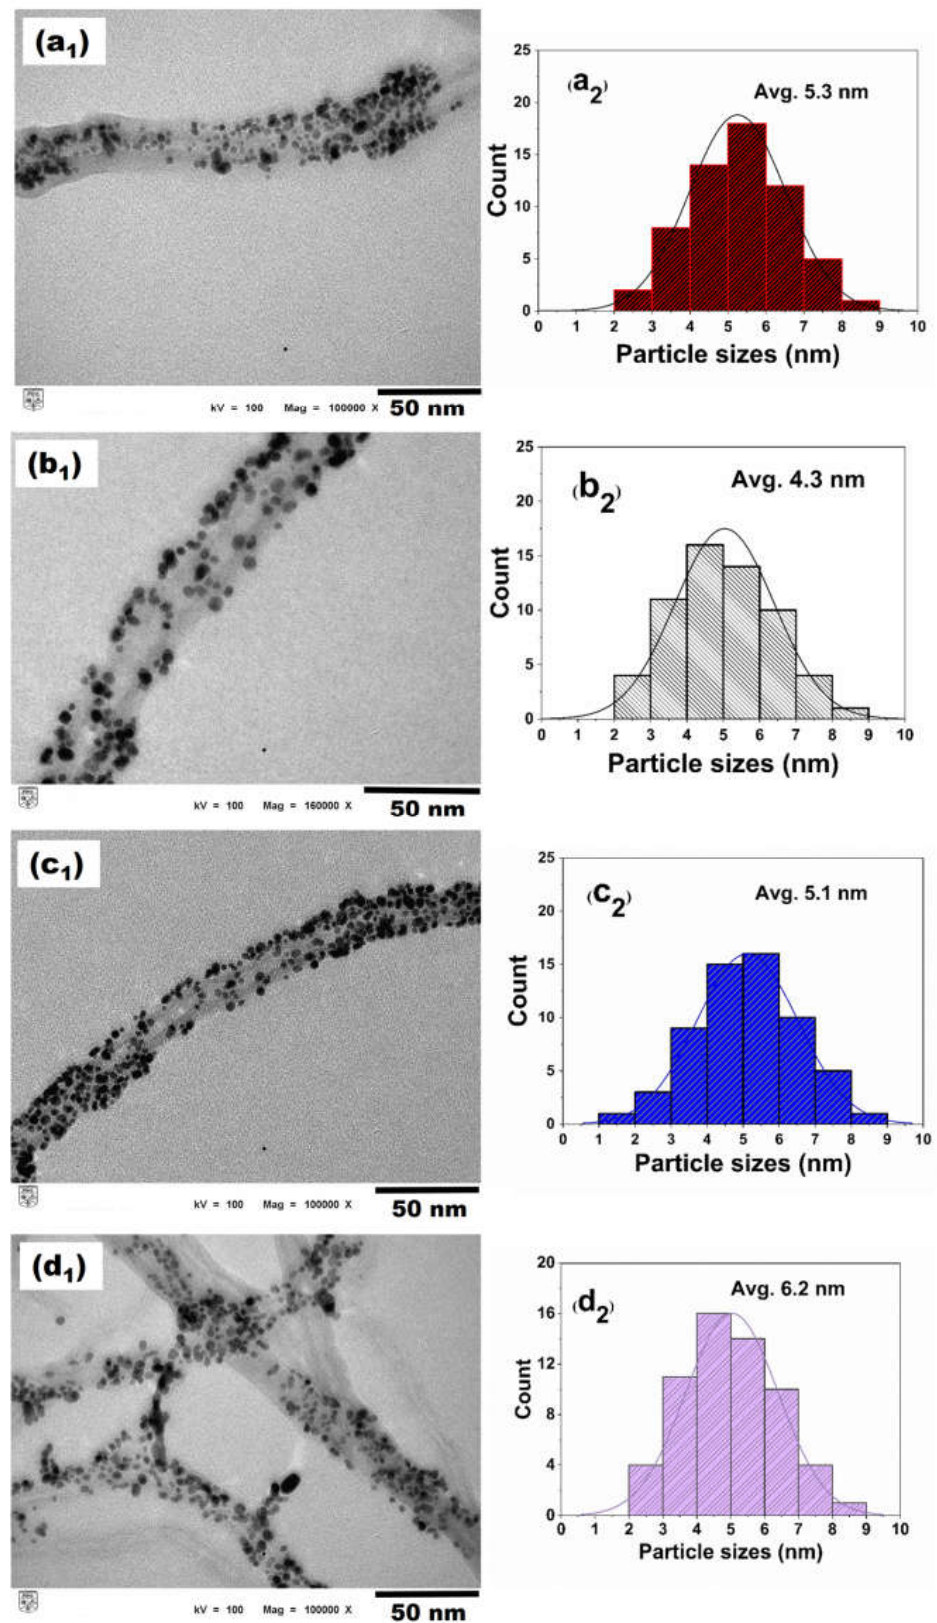 (a₁)
(a₂)
Avg. 5.3 nm
25
20
15
10
5
0
Count
0 1 2 3 4 5 6 7 8 9 10
Particle sizes (nm)
kV = 100 Mag = 100000 X
50 nm
(b₁)
(b₂)
Avg. 4.3 nm
25
20
15
10
5
0
Count
0 1 2 3 4 5 6 7 8 9 10
Particle sizes (nm)
kV = 100 Mag = 160000 X
50 nm
(c₁)
(c₂)
Avg. 5.1 nm
25
20
15
10
5
0
Count
0 1 2 3 4 5 6 7 8 9 10
Particle sizes (nm)
kV = 100 Mag = 100000 X
50 nm
(d₁)
(d₂)
Avg. 6.2 nm
20
16
12
8
4
0
Count
0 1 2 3 4 5 6 7 8 9 10
Particle sizes (nm)
kV = 100 Mag = 100000 X
50 nm